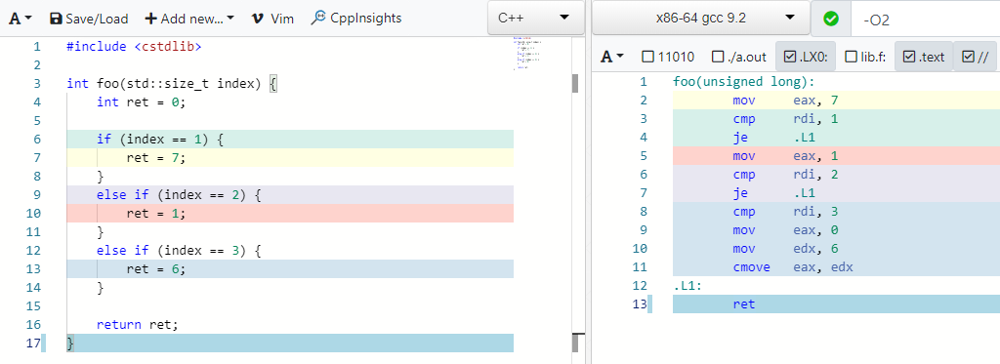 A Save/Load Add new... Vim CppInsights C++
1 #include <cstdlib>
2
3 int foo(std::size_t index) {
4 int ret = 0;
5
6 if (index == 1) {
7 ret = 7;
8 }
9 else if (index == 2) {
10 ret = 1;
11 }
12 else if (index == 3) {
13 ret = 6;
14 }
15
16 return ret;
17 }
x86-64 gcc 9.2 -O2
A 11010 ./a.out .LX0: lib.f: .text //
1 foo(unsigned long):
2 mov eax, 7
3 cmp rdi, 1
4 je .L1
5 mov eax, 1
6 cmp rdi, 2
7 je .L1
8 cmp rdi, 3
9 mov eax, 0
10 mov edx, 6
11 cmove eax, edx
12 .L1:
13 ret